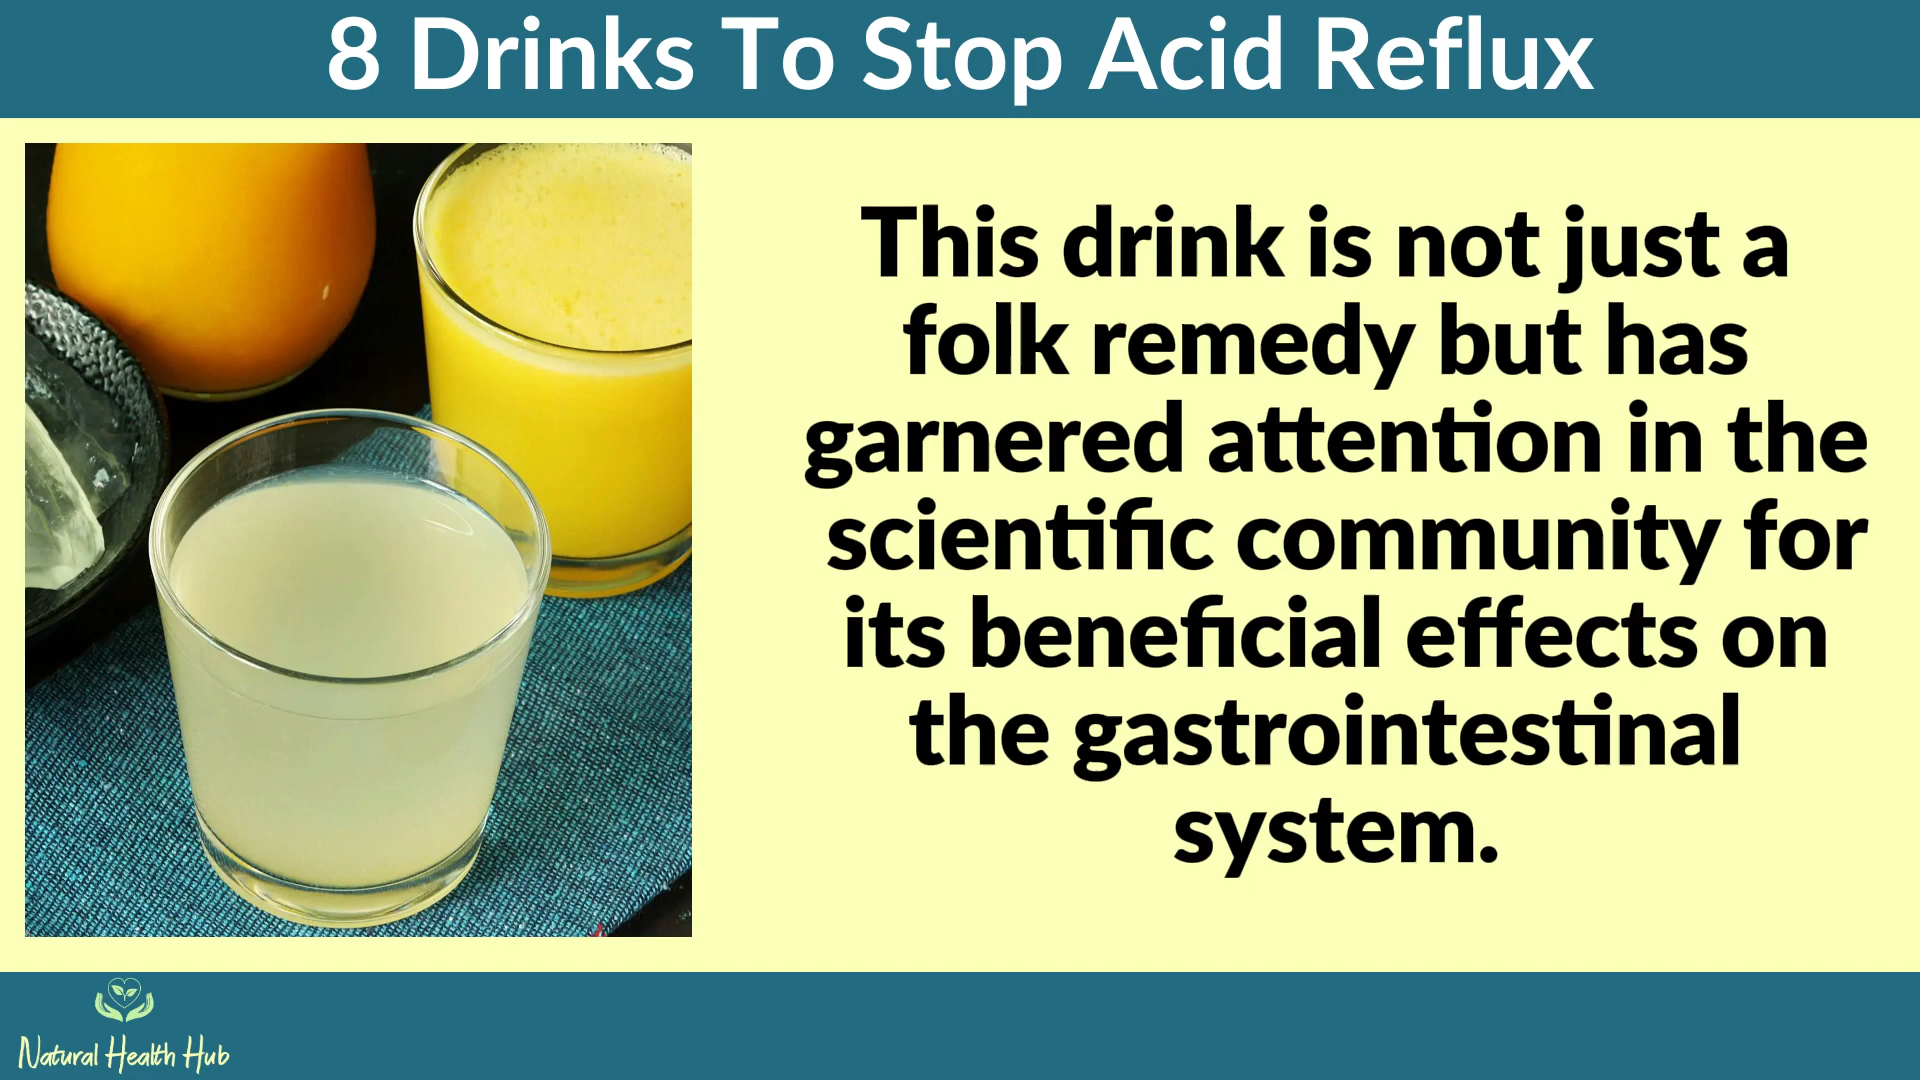 8 Drinks To Stop Acid Reflux
This drink is not just a
folk remedy but has
garnered attention in the
scientific community for
its beneficial effects on
the gastrointestinal
system.
Natural Health Hub